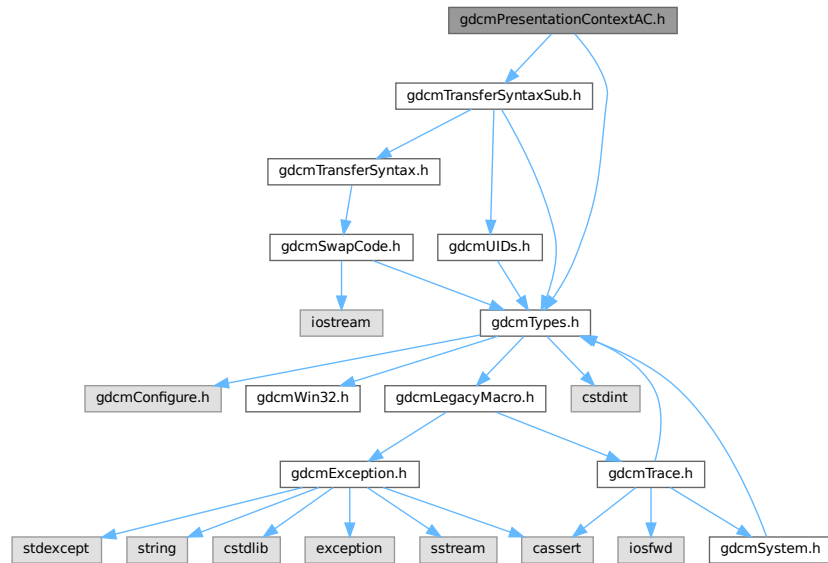 gdcmPresentationContextAC.h
gdcmTransferSyntaxSub.h
gdcmTransferSyntax.h
gdcmSwapCode.h
gdcmUIDs.h
iostream
gdcmTypes.h
gdcmConfigure.h
gdcmWin32.h
gdcmLegacyMacro.h
cstdint
gdcmException.h
gdcmTrace.h
stdexcept
string
cstdlib
exception
sstream
cassert
iosfwd
gdcmSystem.h